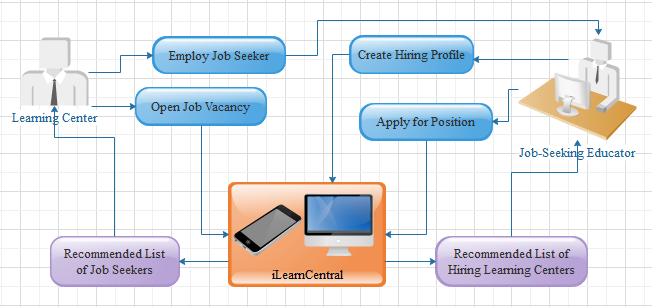 Employ Job Seeker
Create Hiring Profile
Open Job Vacancy
Learning Center
Apply for Position
Job-Seeking Educator
Recommended List
of Job Seekers
iLearnCentral
Recommended List of
Hiring Learning Centers